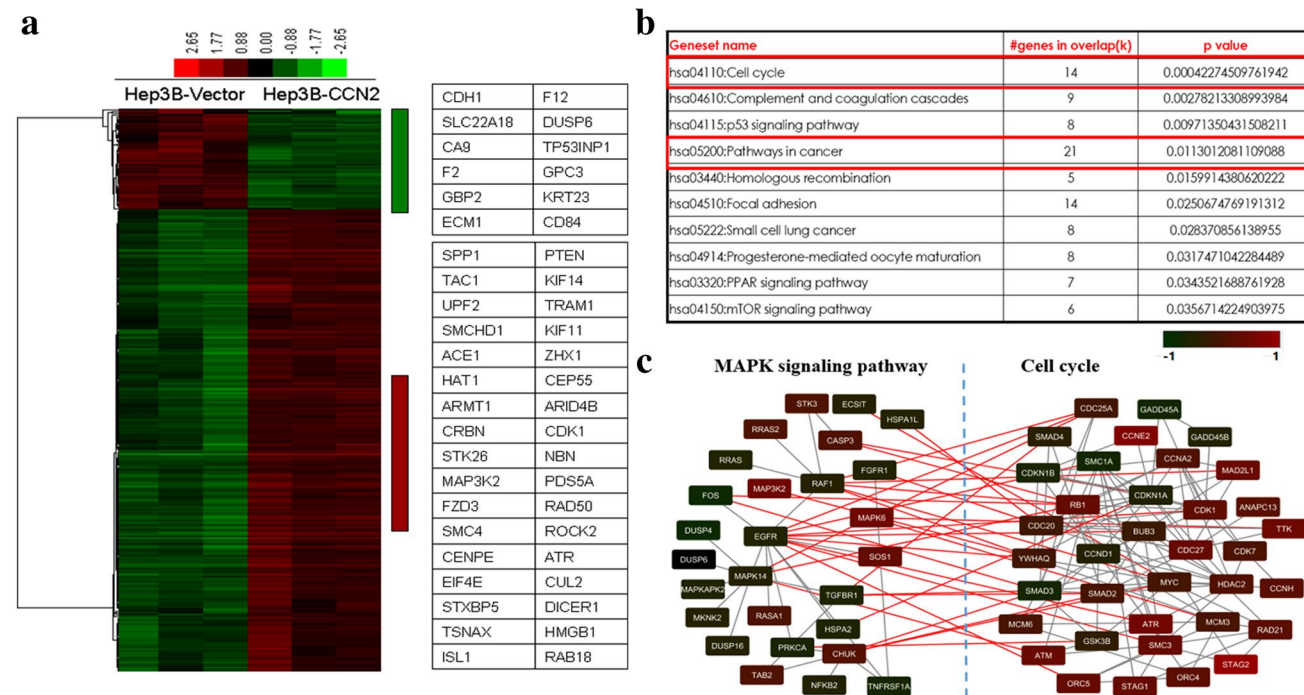 a
2.65
1.77
0.88
0.00
-0.88
-1.77
-2.65
Hep3B-Vector Hep3B-CCN2
CDH1 F12
SLC22A18 DUSP6
CA9 TP53INP1
F2 GPC3
GBP2 KRT23
ECM1 CD84
SPP1 PTEN
TAC1 KIF14
UPF2 TRAM1
SMCHD1 KIF11
ACE1 ZHX1
HAT1 CEP55
ARMT1 ARID4B
CRBN CDK1
STK26 NBN
MAP3K2 PDS5A
FZD3 RAD50
SMC4 ROCK2
CENPE ATR
EIF4E CUL2
STXBP5 DICER1
TSNAX HMGB1
ISL1 RAB18
b
Geneset name #genes in overlap(k) p value
hsa04110:Cell cycle 14 0.00042274509761942
hsa04610:Complement and coagulation cascades 9 0.00278213308993984
hsa04115:p53 signaling pathway 8 0.00971350431508211
hsa05200:Pathways in cancer 21 0.0113012081109088
hsa03440:Homologous recombination 5 0.0159914380620222
hsa04510:Focal adhesion 14 0.0250674769191312
hsa05222:Small cell lung cancer 8 0.028370856138955
hsa04914:Progesterone-mediated oocyte maturation 8 0.0317471042284489
hsa03320:PPAR signaling pathway 7 0.0343521688761928
hsa04150:mTOR signaling pathway 6 0.0356714224903975
-1 1
c
MAPK signaling pathway Cell cycle
STK3
ECSIT
HSPA1L
RRAS2
CASP3
RRAS
FGFR1
RAF1
MAP3K2
FOS
MAPK6
DUSP4
EGFR
SOS1
DUSP6
MAPK14
MAPKAPK2
TGFBR1
MKNK2
RASA1
HSPA2
DUSP16
PRKCA
CHUK
TAB2
NFKB2
TNFRSF1A
CDC25A
GADD45A
SMAD4
CCNE2
GADD45B
CDKN1B
SMC1A
CCNA2
MAD2L1
CDKN1A
RB1
CDK1
ANAPC13
CDC20
BUB3
TTK
YWHAQ
CCND1
CDC27
CDK7
SMAD3
SMAD2
MYC
HDAC2
CCNH
MCM6
ATR
MCM3
RAD21
GSK3B
ATM
SMC3
STAG2
ORC5
STAG1
ORC4